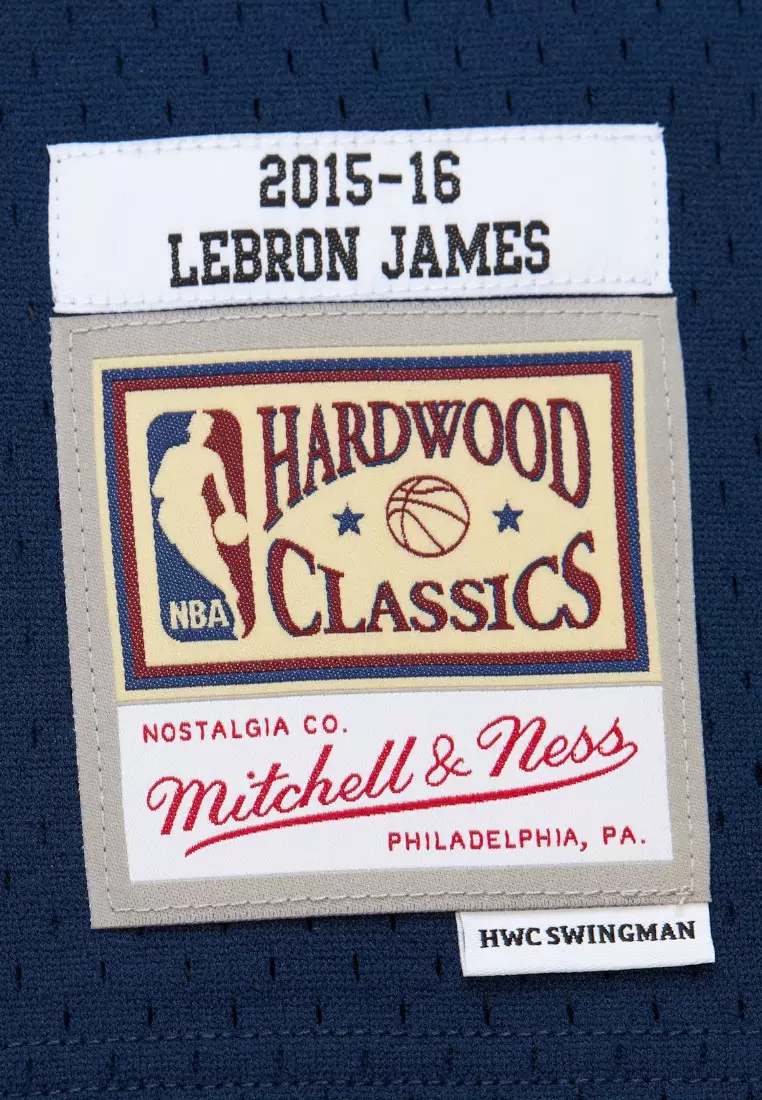 2015-16
LEBRON JAMES
HARDWOOD
CLASSICS
NBA
NOSTALGIA CO.
Mitchell & Ness
PHILADELPHIA, PA.
HWC SWINGMAN